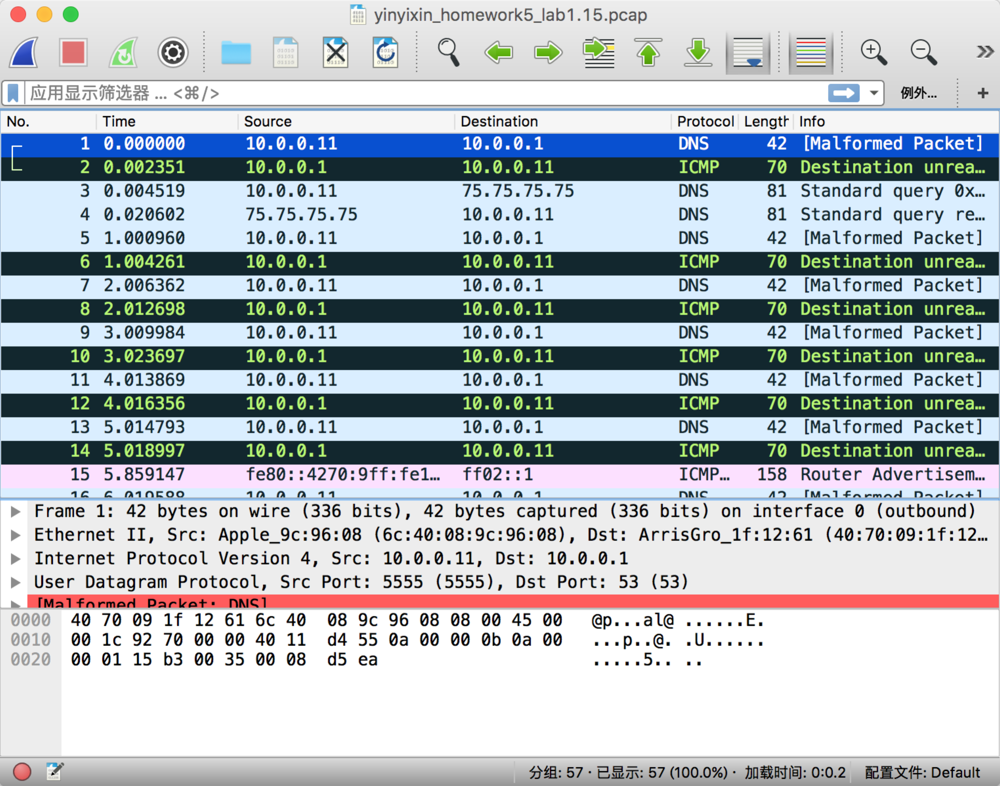 yinyixin_homework5_lab1.15.pcap
应用显示筛选器 ... <⌘/>
例外... +
No. Time Source Destination Protocol Length Info
1 0.000000 10.0.0.11 10.0.0.1 DNS 42 [Malformed Packet]
2 0.002351 10.0.0.1 10.0.0.11 ICMP 70 Destination unrea…
3 0.004519 10.0.0.11 75.75.75.75 DNS 81 Standard query 0x…
4 0.020602 75.75.75.75 10.0.0.11 DNS 81 Standard query re…
5 1.000960 10.0.0.11 10.0.0.1 DNS 42 [Malformed Packet]
6 1.004261 10.0.0.1 10.0.0.11 ICMP 70 Destination unrea…
7 2.006362 10.0.0.11 10.0.0.1 DNS 42 [Malformed Packet]
8 2.012698 10.0.0.1 10.0.0.11 ICMP 70 Destination unrea…
9 3.009984 10.0.0.11 10.0.0.1 DNS 42 [Malformed Packet]
10 3.023697 10.0.0.1 10.0.0.11 ICMP 70 Destination unrea…
11 4.013869 10.0.0.11 10.0.0.1 DNS 42 [Malformed Packet]
12 4.016356 10.0.0.1 10.0.0.11 ICMP 70 Destination unrea…
13 5.014793 10.0.0.11 10.0.0.1 DNS 42 [Malformed Packet]
14 5.018997 10.0.0.1 10.0.0.11 ICMP 70 Destination unrea…
15 5.859147 fe80::4270:9ff:fe1… ff02::1 ICMP… 158 Router Advertisem…
16 6.019588 10.0.0.11 10.0.0.1 DNS 42 [Malformed Packet]
Frame 1: 42 bytes on wire (336 bits), 42 bytes captured (336 bits) on interface 0 (outbound)
Ethernet II, Src: Apple_9c:96:08 (6c:40:08:9c:96:08), Dst: ArrisGro_1f:12:61 (40:70:09:1f:12…
Internet Protocol Version 4, Src: 10.0.0.11, Dst: 10.0.0.1
User Datagram Protocol, Src Port: 5555 (5555), Dst Port: 53 (53)
[Malformed Packet: DNS]
0000 40 70 09 1f 12 61 6c 40 08 9c 96 08 08 00 45 00 @p...al@ ......E.
0010 00 1c 92 70 00 00 40 11 d4 55 0a 00 00 0b 0a 00 ...p..@. .U......
0020 00 01 15 b3 00 35 00 08 d5 ea .....5.. ..
分组: 57 · 已显示: 57 (100.0%) · 加载时间: 0:0.2 配置文件: Default